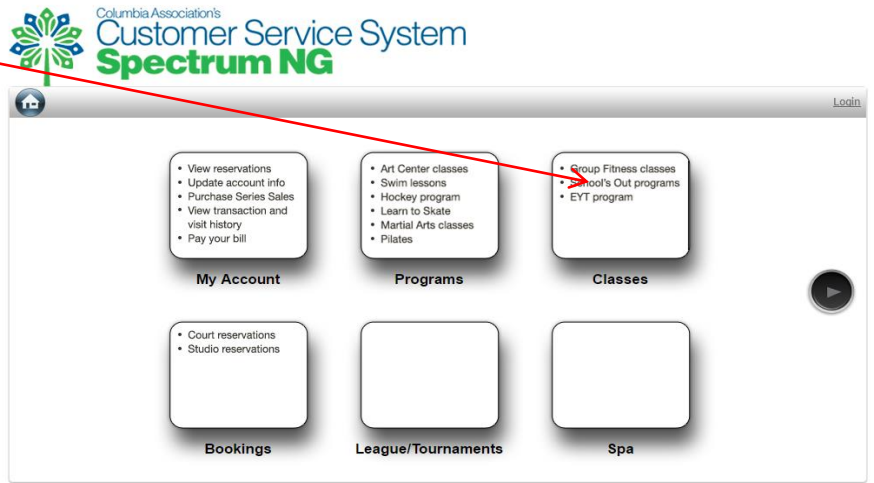 Columbia Association's
Customer Service System
Spectrum NG
Login
• View reservations
• Update account info
• Purchase Series Sales
• View transaction and
visit history
• Pay your bill
My Account
• Art Center classes
• Swim lessons
• Hockey program
• Learn to Skate
• Martial Arts classes
• Pilates
Programs
• Group Fitness classes
• School's Out programs
• EYT program
Classes
• Court reservations
• Studio reservations
Bookings
League/Tournaments
Spa